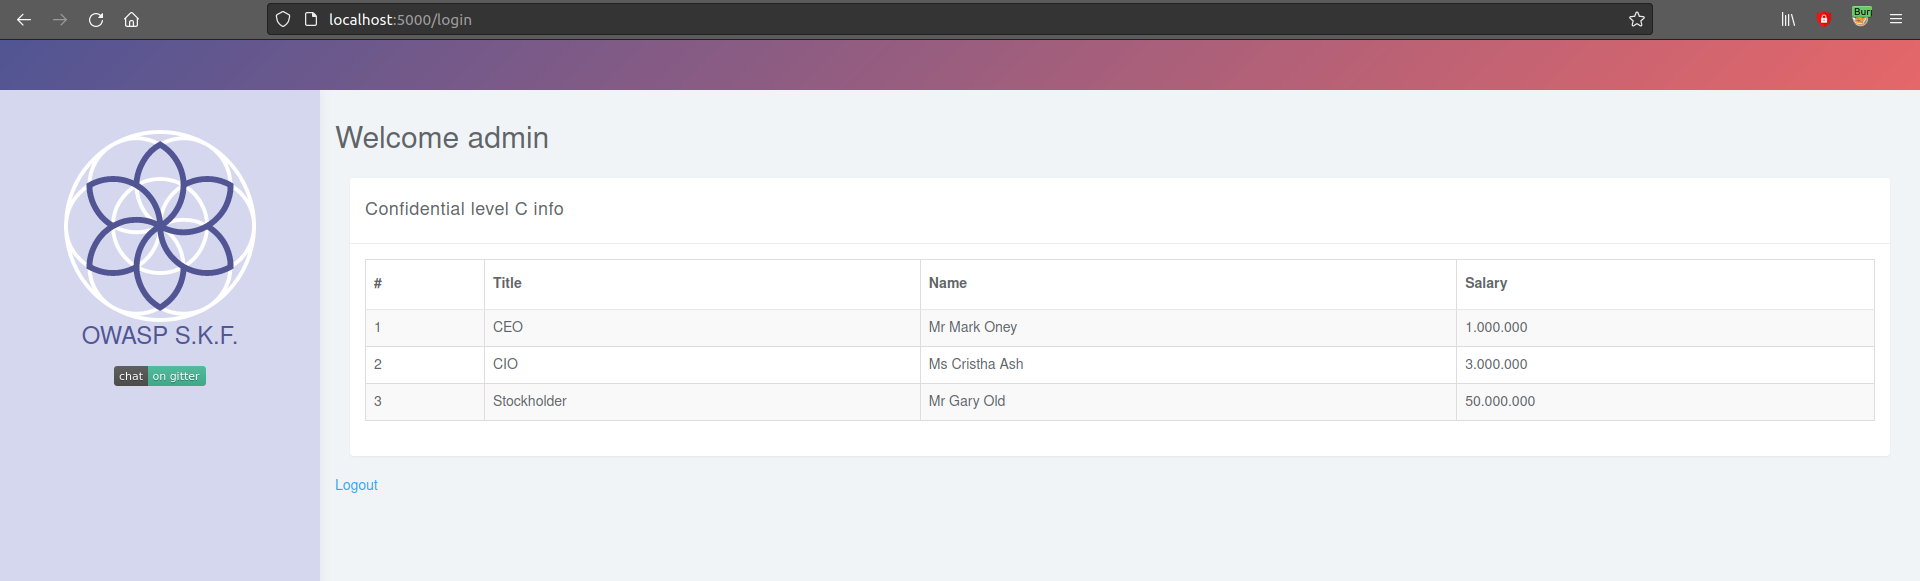 localhost:5000/login
Bur
Welcome admin
Confidential level C info
# Title Name Salary
1 CEO Mr Mark Oney 1.000.000
2 CIO Ms Cristha Ash 3.000.000
3 Stockholder Mr Gary Old 50.000.000
Logout
OWASP S.K.F.
chat on gitter